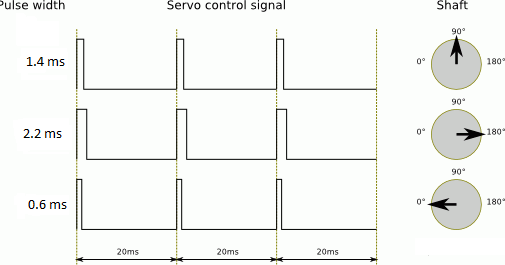 Pulse width Servo control signal Shaft
90°
1.4 ms 0° 180°
90°
2.2 ms 0° 180°
90°
0.6 ms 0° 180°
20ms 20ms 20ms